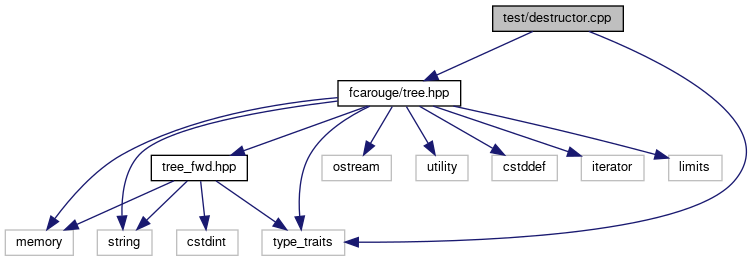 test/destructor.cpp
fcarouge/tree.hpp
tree_fwd.hpp
ostream
utility
cstddef
iterator
limits
memory
string
cstdint
type_traits